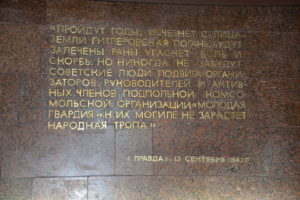 «ПРОЙДУТ ГОДЫ, ИСЧЕЗНЕТ С ЛИЦА
ЗЕМЛИ ГИТЛЕРОВСКАЯ ПОГАНЬ, БУДУТ
ЗАЛЕЧЕНЫ РАНЫ, УГАСНЕТ БОЛЬ И
СКОРБЬ, НО НИКОГДА НЕ ЗАБУДУТ
СОВЕТСКИЕ ЛЮДИ ПОДВИГА ОРГАНИ-
ЗАТОРОВ, РУКОВОДИТЕЛЕЙ И АКТИВ-
НЫХ ЧЛЕНОВ ПОДПОЛЬНОЙ КОМСО-
МОЛЬСКОЙ ОРГАНИЗАЦИИ «МОЛОДАЯ
ГВАРДИЯ». К ИХ МОГИЛЕ НЕ ЗАРАСТЕТ
НАРОДНАЯ ТРОПА»
«ПРАВДА», 13 СЕНТЯБРЯ 1943 Г